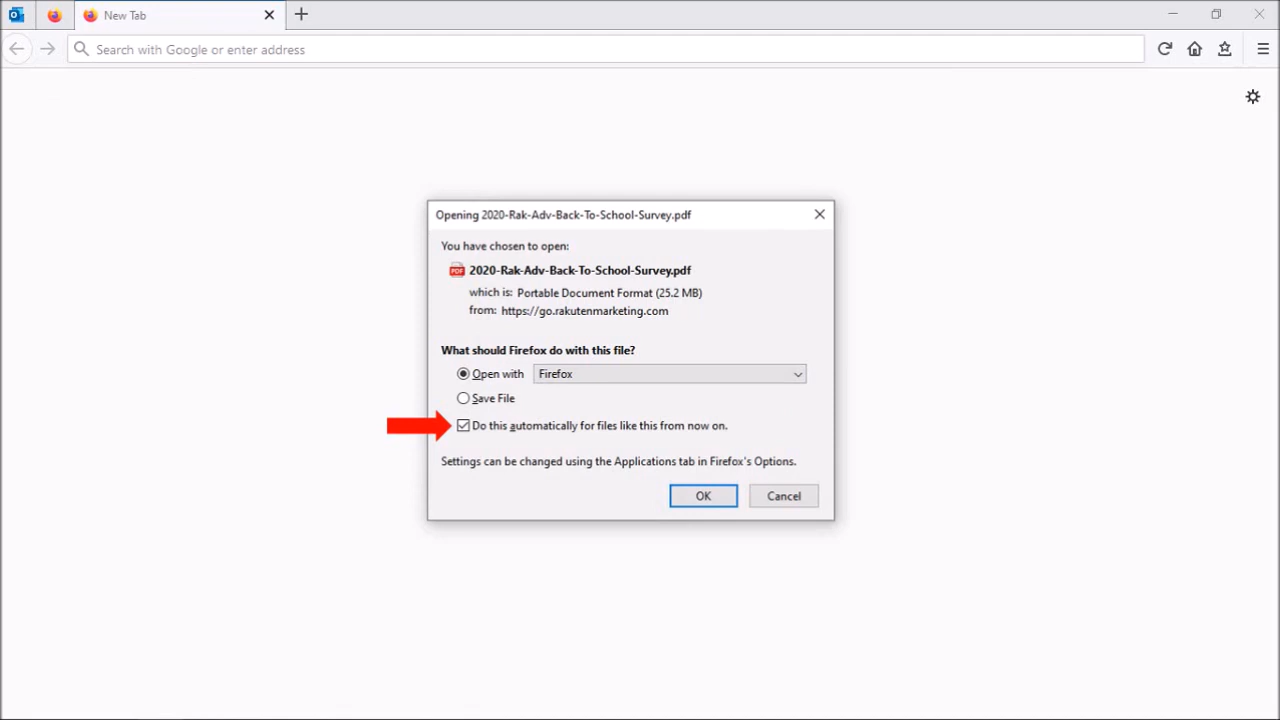 New Tab
Search with Google or enter address
Opening 2020-Rak-Adv-Back-To-School-Survey.pdf
You have chosen to open:
PDF 2020-Rak-Adv-Back-To-School-Survey.pdf
which is: Portable Document Format (25.2 MB)
from: https://go.rakutenmarketing.com
What should Firefox do with this file?
Open with Firefox
Save File
Do this automatically for files like this from now on.
Settings can be changed using the Applications tab in Firefox's Options.
OK Cancel